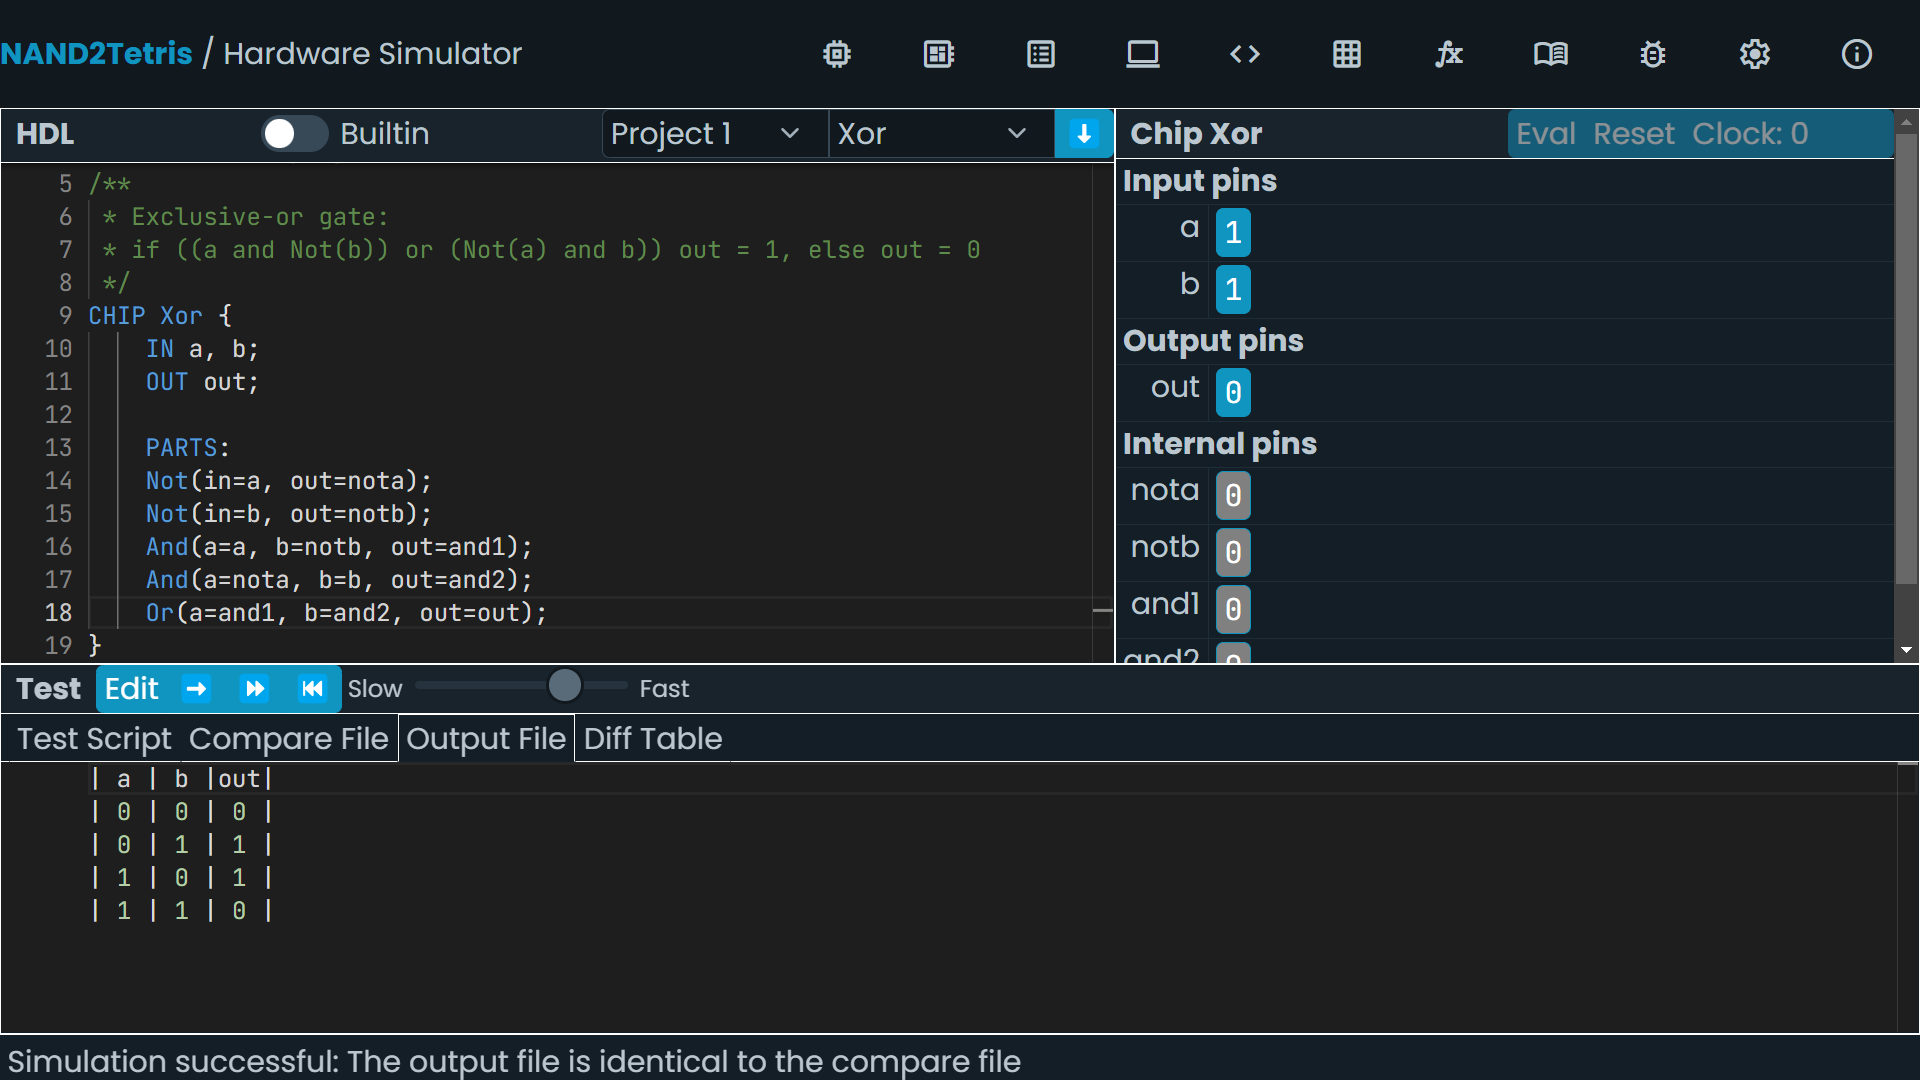 NAND2Tetris / Hardware Simulator
HDL Builtin Project 1 Xor
5 /**
6 * Exclusive-or gate:
7 * if ((a and Not(b)) or (Not(a) and b)) out = 1, else out = 0
8 */
9 CHIP Xor {
10 IN a, b;
11 OUT out;
12
13 PARTS:
14 Not(in=a, out=nota);
15 Not(in=b, out=notb);
16 And(a=a, b=notb, out=and1);
17 And(a=nota, b=b, out=and2);
18 Or(a=and1, b=and2, out=out);
19 }
Chip Xor Eval Reset Clock: 0
Input pins
a 1
b 1
Output pins
out 0
Internal pins
nota 0
notb 0
and1 0
and2 0
Test Edit Slow Fast
Test Script Compare File Output File Diff Table
| a | b |out|
| 0 | 0 | 0 |
| 0 | 1 | 1 |
| 1 | 0 | 1 |
| 1 | 1 | 0 |
Simulation successful: The output file is identical to the compare file